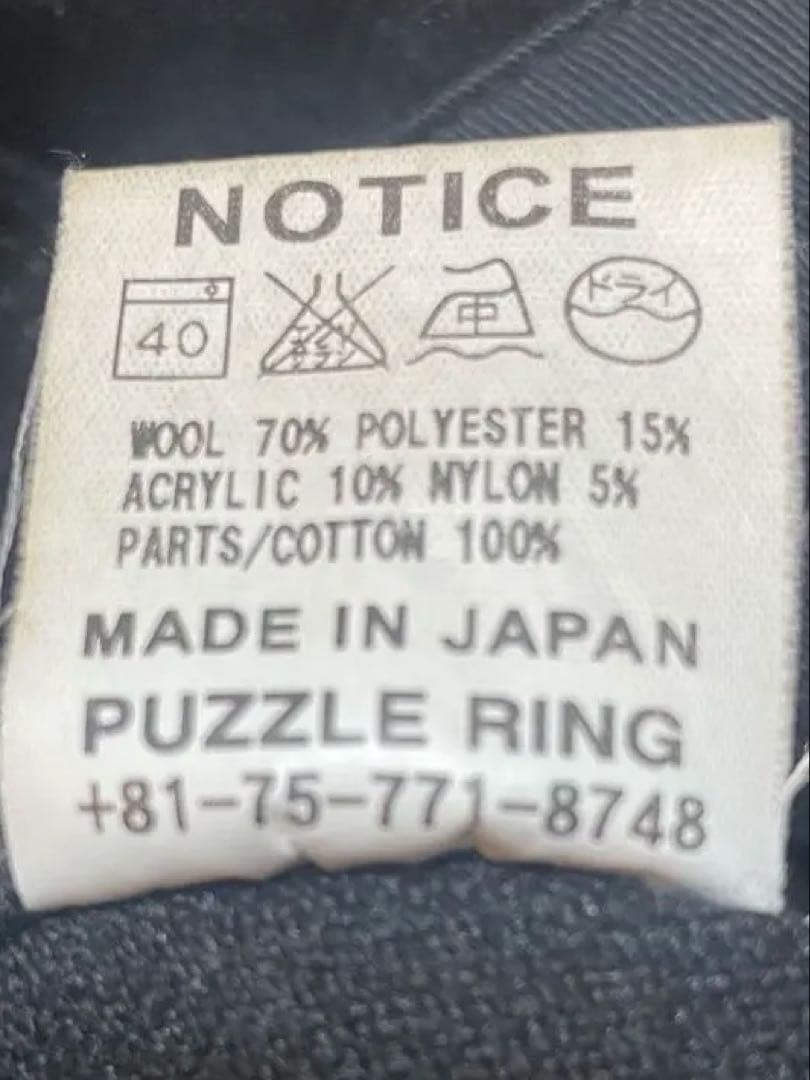 NOTICE
40 中 ドライ
WOOL 70% POLYESTER 15%
ACRYLIC 10% NYLON 5%
PARTS/COTTON 100%
MADE IN JAPAN
PUZZLE RING
+81-75-771-8748